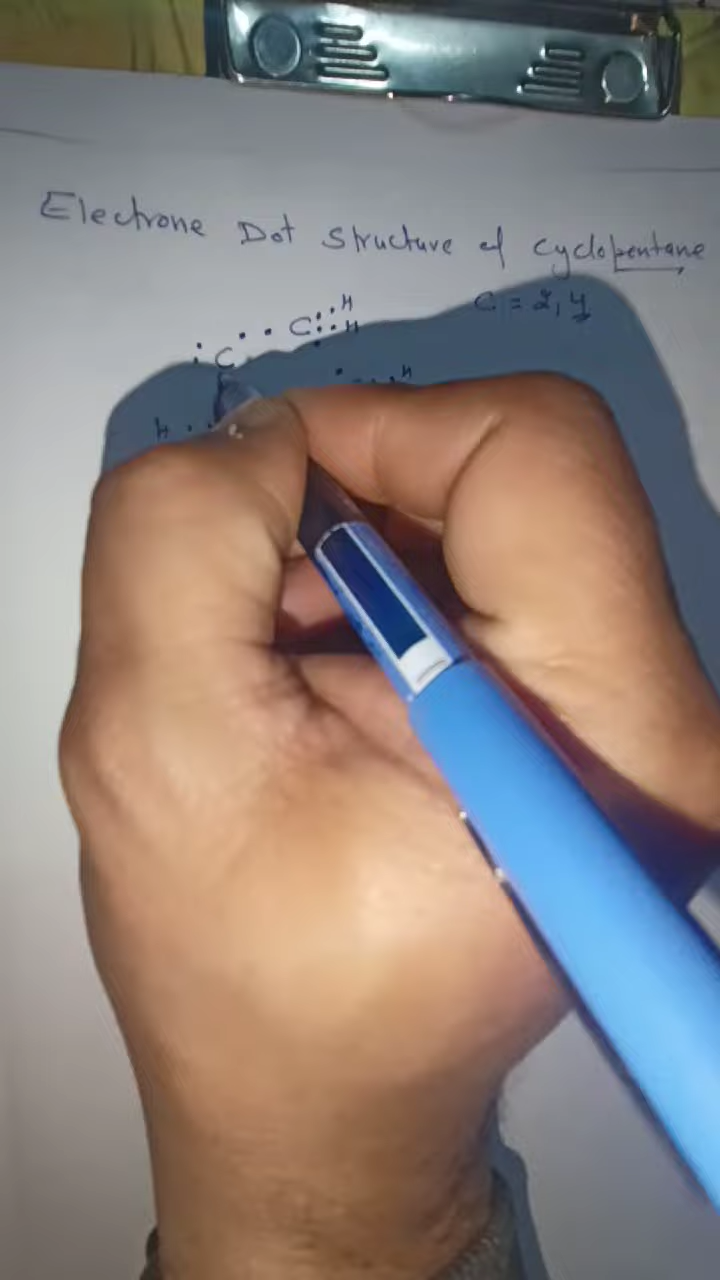 Electrone Dot Structure of cyclopentane
C = 2,4
C : : H
H
C
H
H